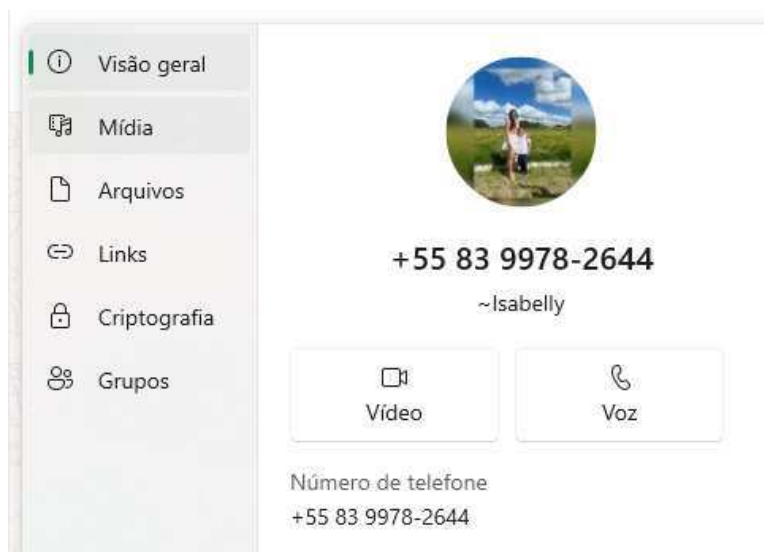 Visão geral
Mídia
Arquivos
Links
Criptografia
Grupos
+55 83 9978-2644
~Isabelly
Vídeo
Voz
Número de telefone
+55 83 9978-2644